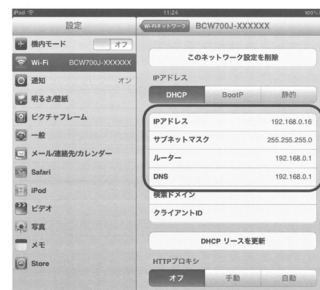 iPod
11:24
100%
設定
機内モード オフ
Wi-Fi BCW700J-XXXXXX
通知 オン
明るさ/壁紙
ピクチャフレーム
一般
メール/連絡先/カレンダー
Safari
iPod
ビデオ
写真
メモ
Store
Wi-Fiネットワーク BCW700J-XXXXXX
このネットワーク設定を削除
IPアドレス
DHCP BootP 静的
IPアドレス 192.168.0.16
サブネットマスク 255.255.255.0
ルーター 192.168.0.1
DNS 192.168.0.1
検索ドメイン
クライアントID
DHCP リースを更新
HTTPプロキシ
オフ 手動 自動